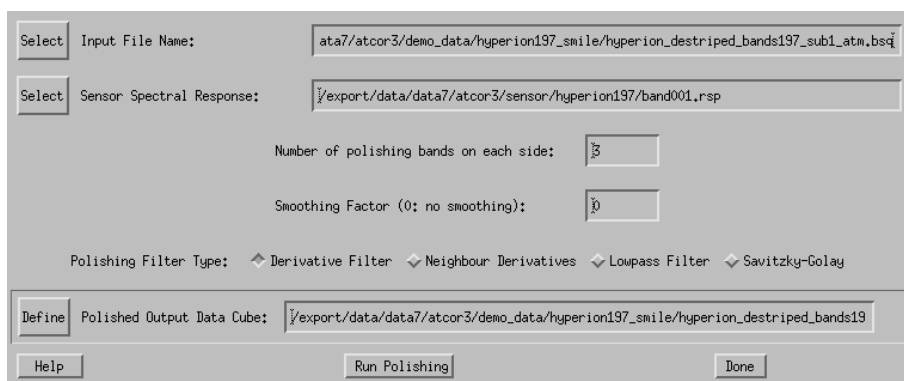 Select Input File Name: ata7/atcor3/demo_data/hyperion197_smile/hyperion_destriped_bands197_sub1_atm.bsq
Select Sensor Spectral Response: /export/data/data7/atcor3/sensor/hyperion197/band001.rsp
Number of polishing bands on each side: 3
Smoothing Factor (0: no smoothing): 0
Polishing Filter Type: Derivative Filter Neighbour Derivatives Lowpass Filter Savitzky-Golay
Define Polished Output Data Cube: /export/data/data7/atcor3/demo_data/hyperion197_smile/hyperion_destriped_bands19
Help Run Polishing Done